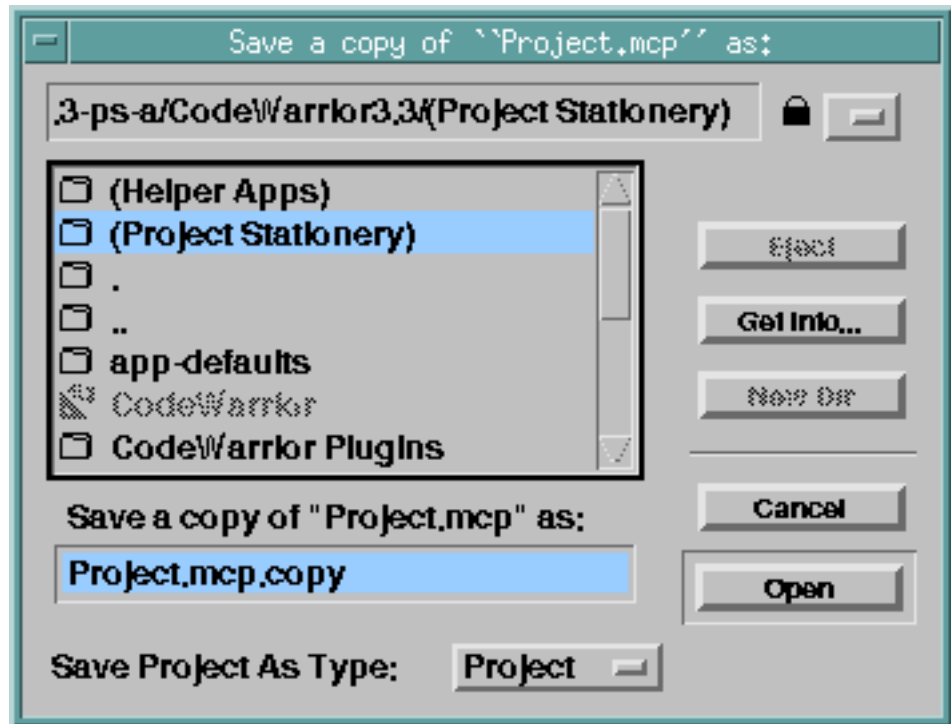 Save a copy of ``Project.mcp´´ as:
.3-ps-a/CodeWarrior3.3/(Project Stationery)
(Helper Apps)
(Project Stationery)
.
..
app-defaults
CodeWarrior
CodeWarrior Plugins
Eject
Get Info...
New Dir
Cancel
Save a copy of "Project.mcp" as:
Project.mcp.copy
Open
Save Project As Type:
Project